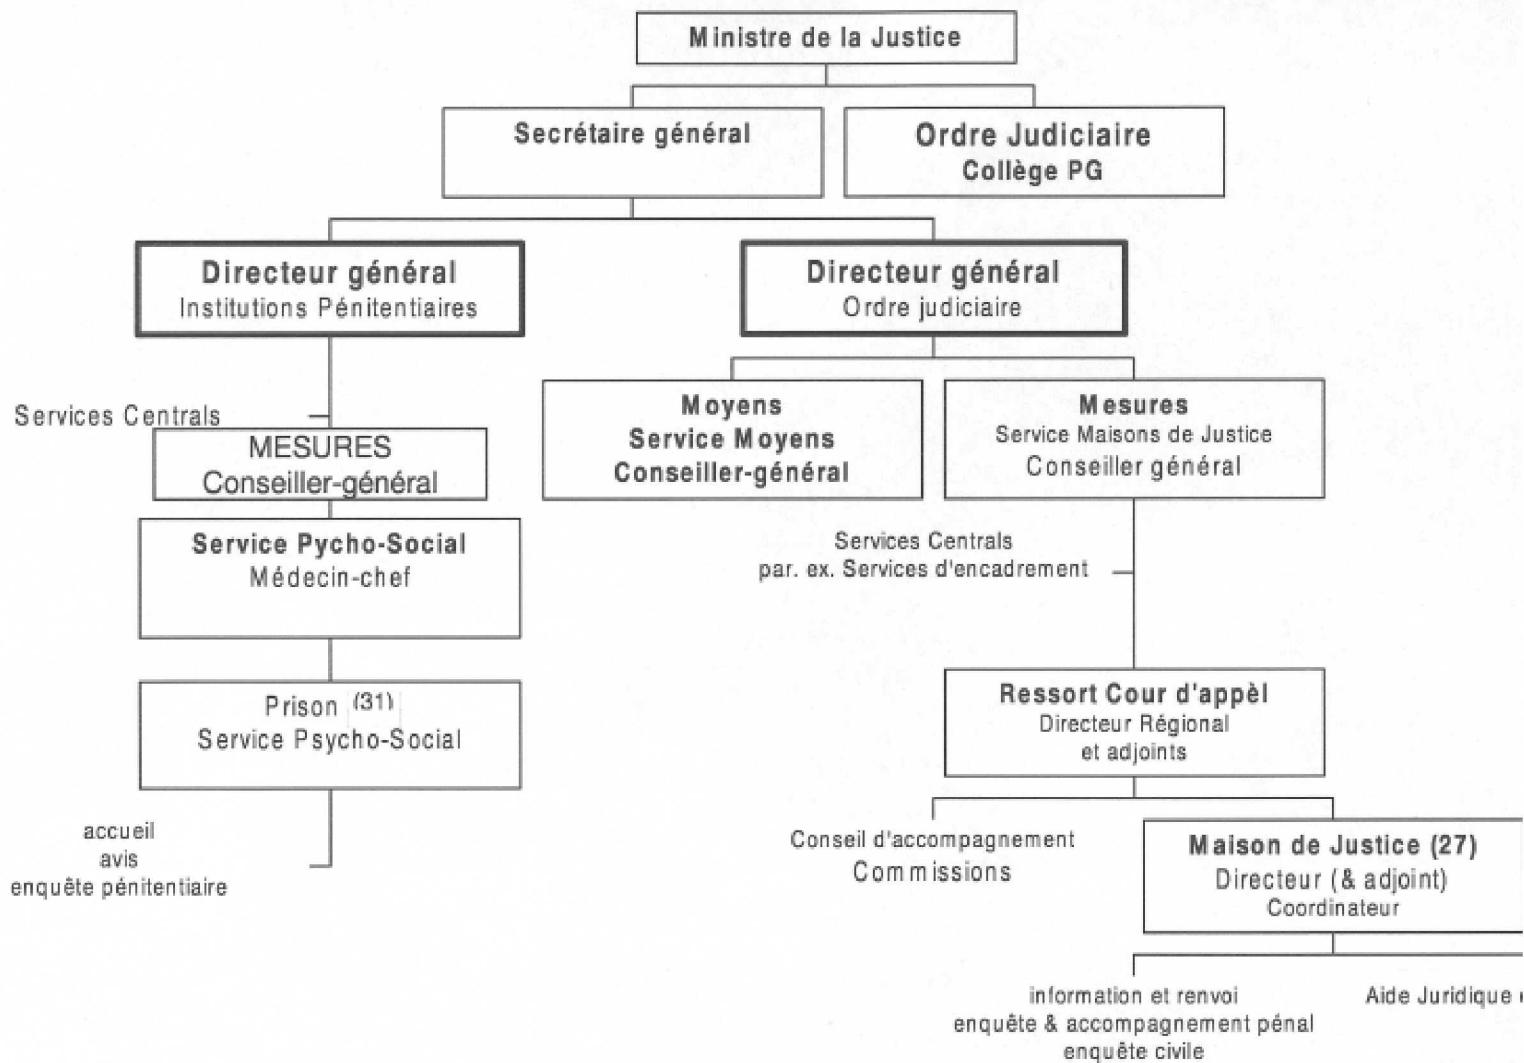 Ministre de la Justice
Secrétaire général
Ordre Judiciaire
Collège PG
Directeur général
Institutions Pénitentiaires
Directeur général
Ordre judiciaire
Services Centrals
MESURES
Conseiller-général
Moyens
Service Moyens
Conseiller-général
Mesures
Service Maisons de Justice
Conseiller général
Service Pycho-Social
Médecin-chef
Services Centrals
par. ex. Services d'encadrement
Prison (31)
Service Psycho-Social
Ressort Cour d'appèl
Directeur Régional
et adjoints
accueil
avis
enquête pénitentiaire
Conseil d'accompagnement
Commissions
Maison de Justice (27)
Directeur (& adjoint)
Coordinateur
information et renvoi
enquête & accompagnement pénal
enquête civile
Aide Juridique